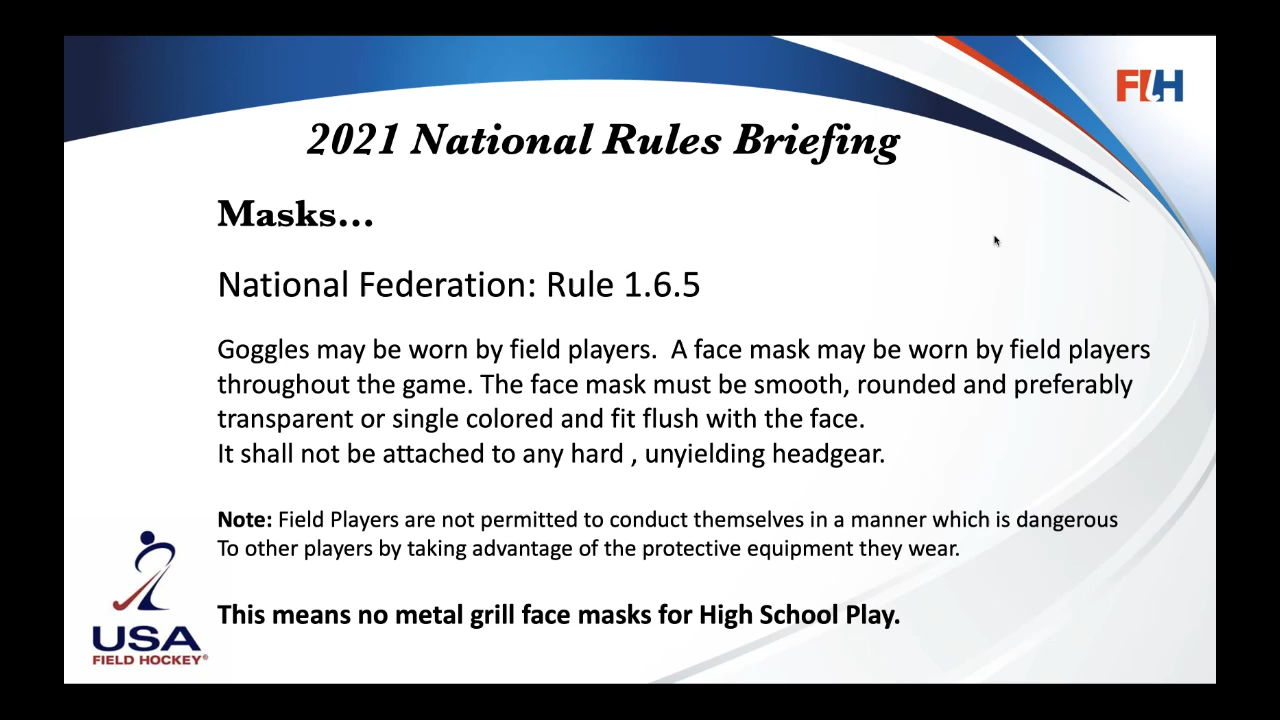 FIH
2021 National Rules Briefing
Masks...
National Federation: Rule 1.6.5
Goggles may be worn by field players.  A face mask may be worn by field players
throughout the game. The face mask must be smooth, rounded and preferably
transparent or single colored and fit flush with the face.
It shall not be attached to any hard , unyielding headgear.
Note: Field Players are not permitted to conduct themselves in a manner which is dangerous
To other players by taking advantage of the protective equipment they wear.
This means no metal grill face masks for High School Play.
USA
FIELD HOCKEY®